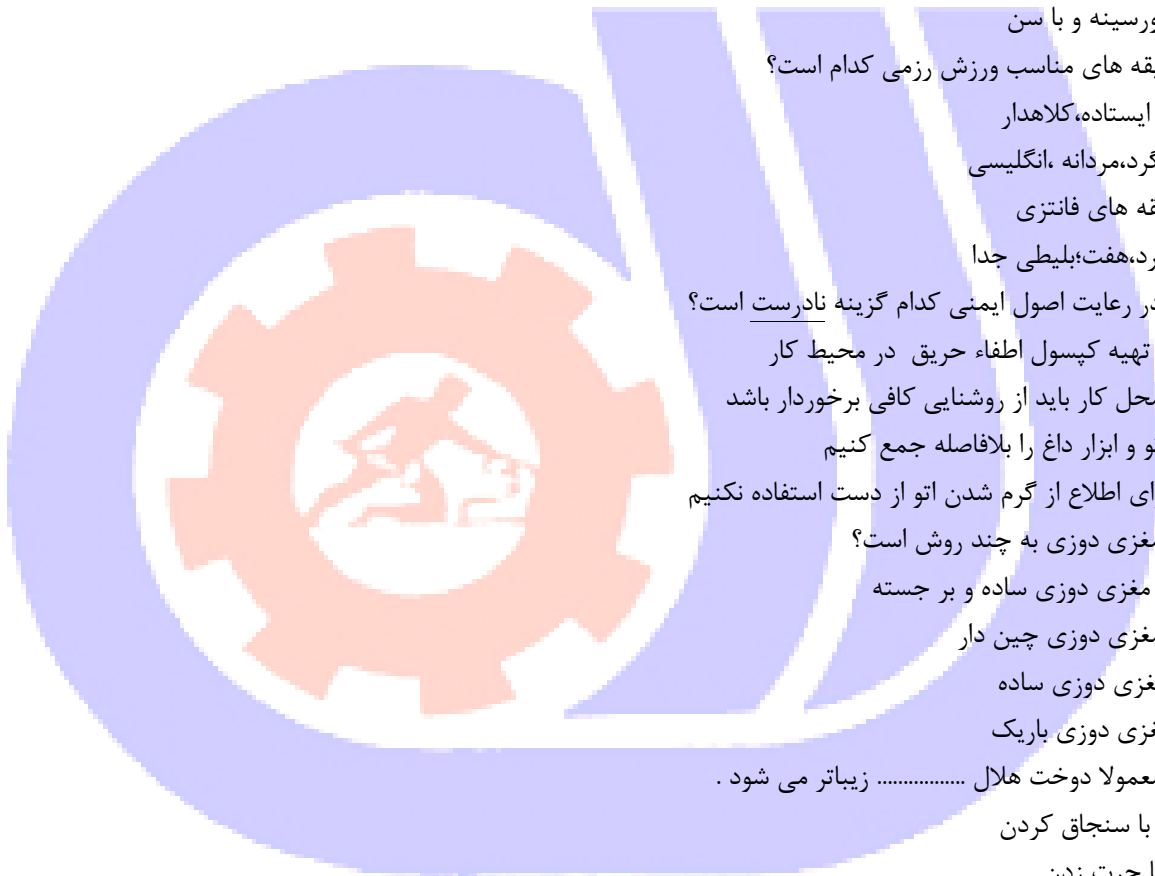 ورسینه و با سن
یقه های مناسب ورزش رزمی کدام است؟
ایستاده،کلاهدار
گرد،مردانه ،انگلیسی
قه های فانتزی
رد،هفت؛بلیطی جدا
در رعایت اصول ایمنی کدام گزینه نادرست است؟
تهیه کپسول اطفاء حریق در محیط کار
محل کار باید از روشنایی کافی برخوردار باشد
و و ابزار داغ را بلافاصله جمع کنیم
رای اطلاع از گرم شدن اتو از دست استفاده نکنیم
مغزی دوزی به چند روش است؟
مغزی دوزی ساده و بر جسته
مغزی دوزی چین دار
غزی دوزی ساده
غزی دوزی باریک
معمولا دوخت هلال ................ زیباتر می شود .
با سنجاق کردن